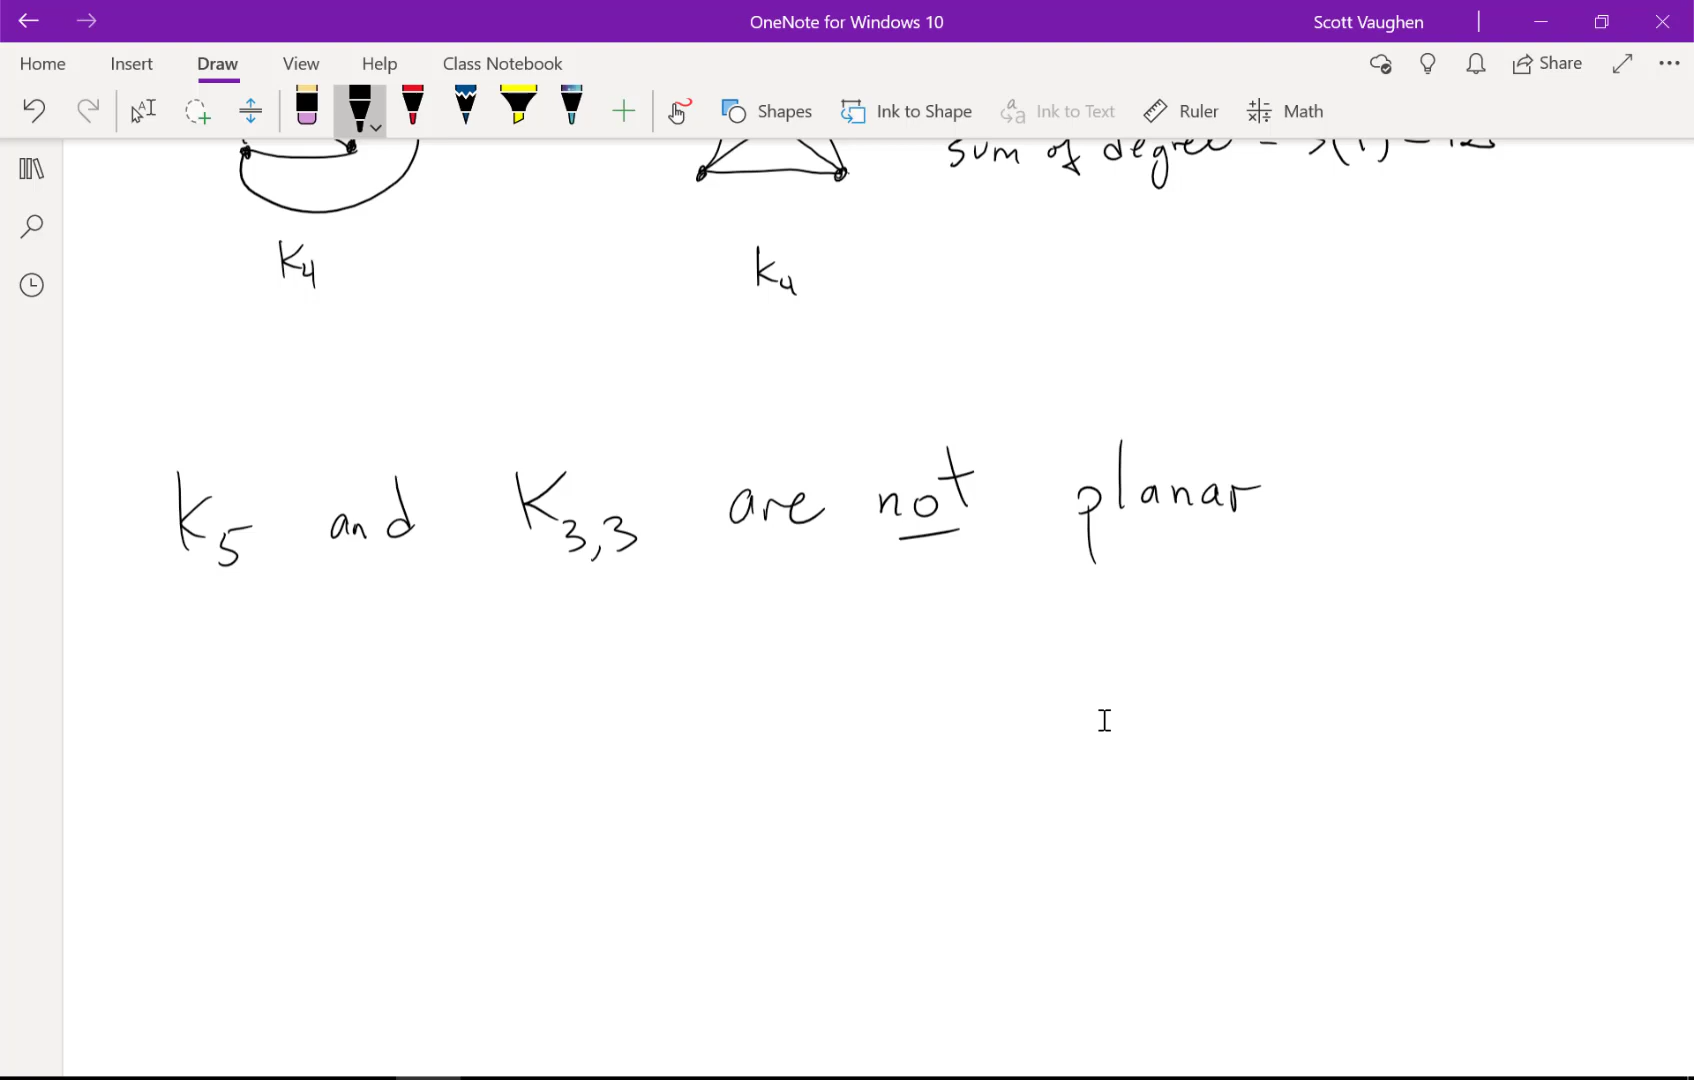 OneNote for Windows 10
Scott Vaughen
Home Insert Draw View Help Class Notebook
Share
Shapes Ink to Shape Ink to Text Ruler Math
sum of degree =
K4 K4
K5 and K3,3 are not planar